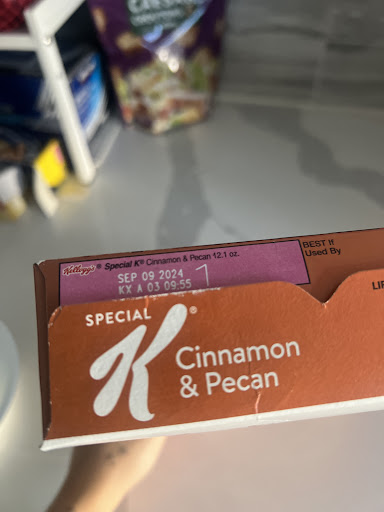 Kellogg's® Special K® Cinnamon & Pecan 12.1 oz.
BEST If
Used By
SEP 09 2024
KX A 03 09:55 1
SPECIAL
K®
Cinnamon
& Pecan